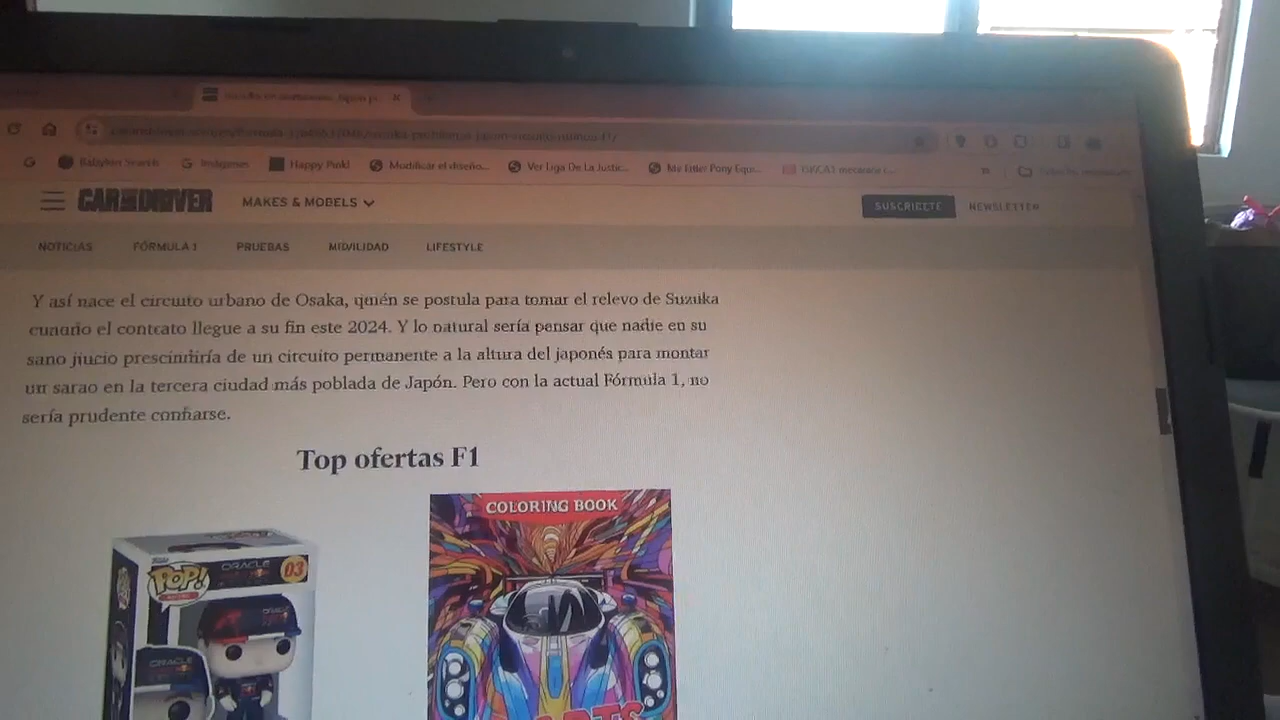 Babylon Search
Imágenes
Happy Pink!
Modificar el diseño...
Ver Liga De La Justic...
My Little Pony Equ...
CAR AND DRIVER
MAKES & MODELS
SUSCRÍBETE
NEWSLETTER
NOTICIAS
FÓRMULA 1
PRUEBAS
MOVILIDAD
LIFESTYLE
Y así nace el circuito urbano de Osaka, quién se postula para tomar el relevo de Suzuka
cuando el contrato llegue a su fin este 2024. Y lo natural sería pensar que nadie en su
sano juicio prescindiría de un circuito permanente a la altura del japonés para montar
un sarao en la tercera ciudad más poblada de Japón. Pero con la actual Fórmula 1, no
sería prudente confiarse.
Top ofertas F1
POP!
ORACLE
03
ORACLE
COLORING BOOK